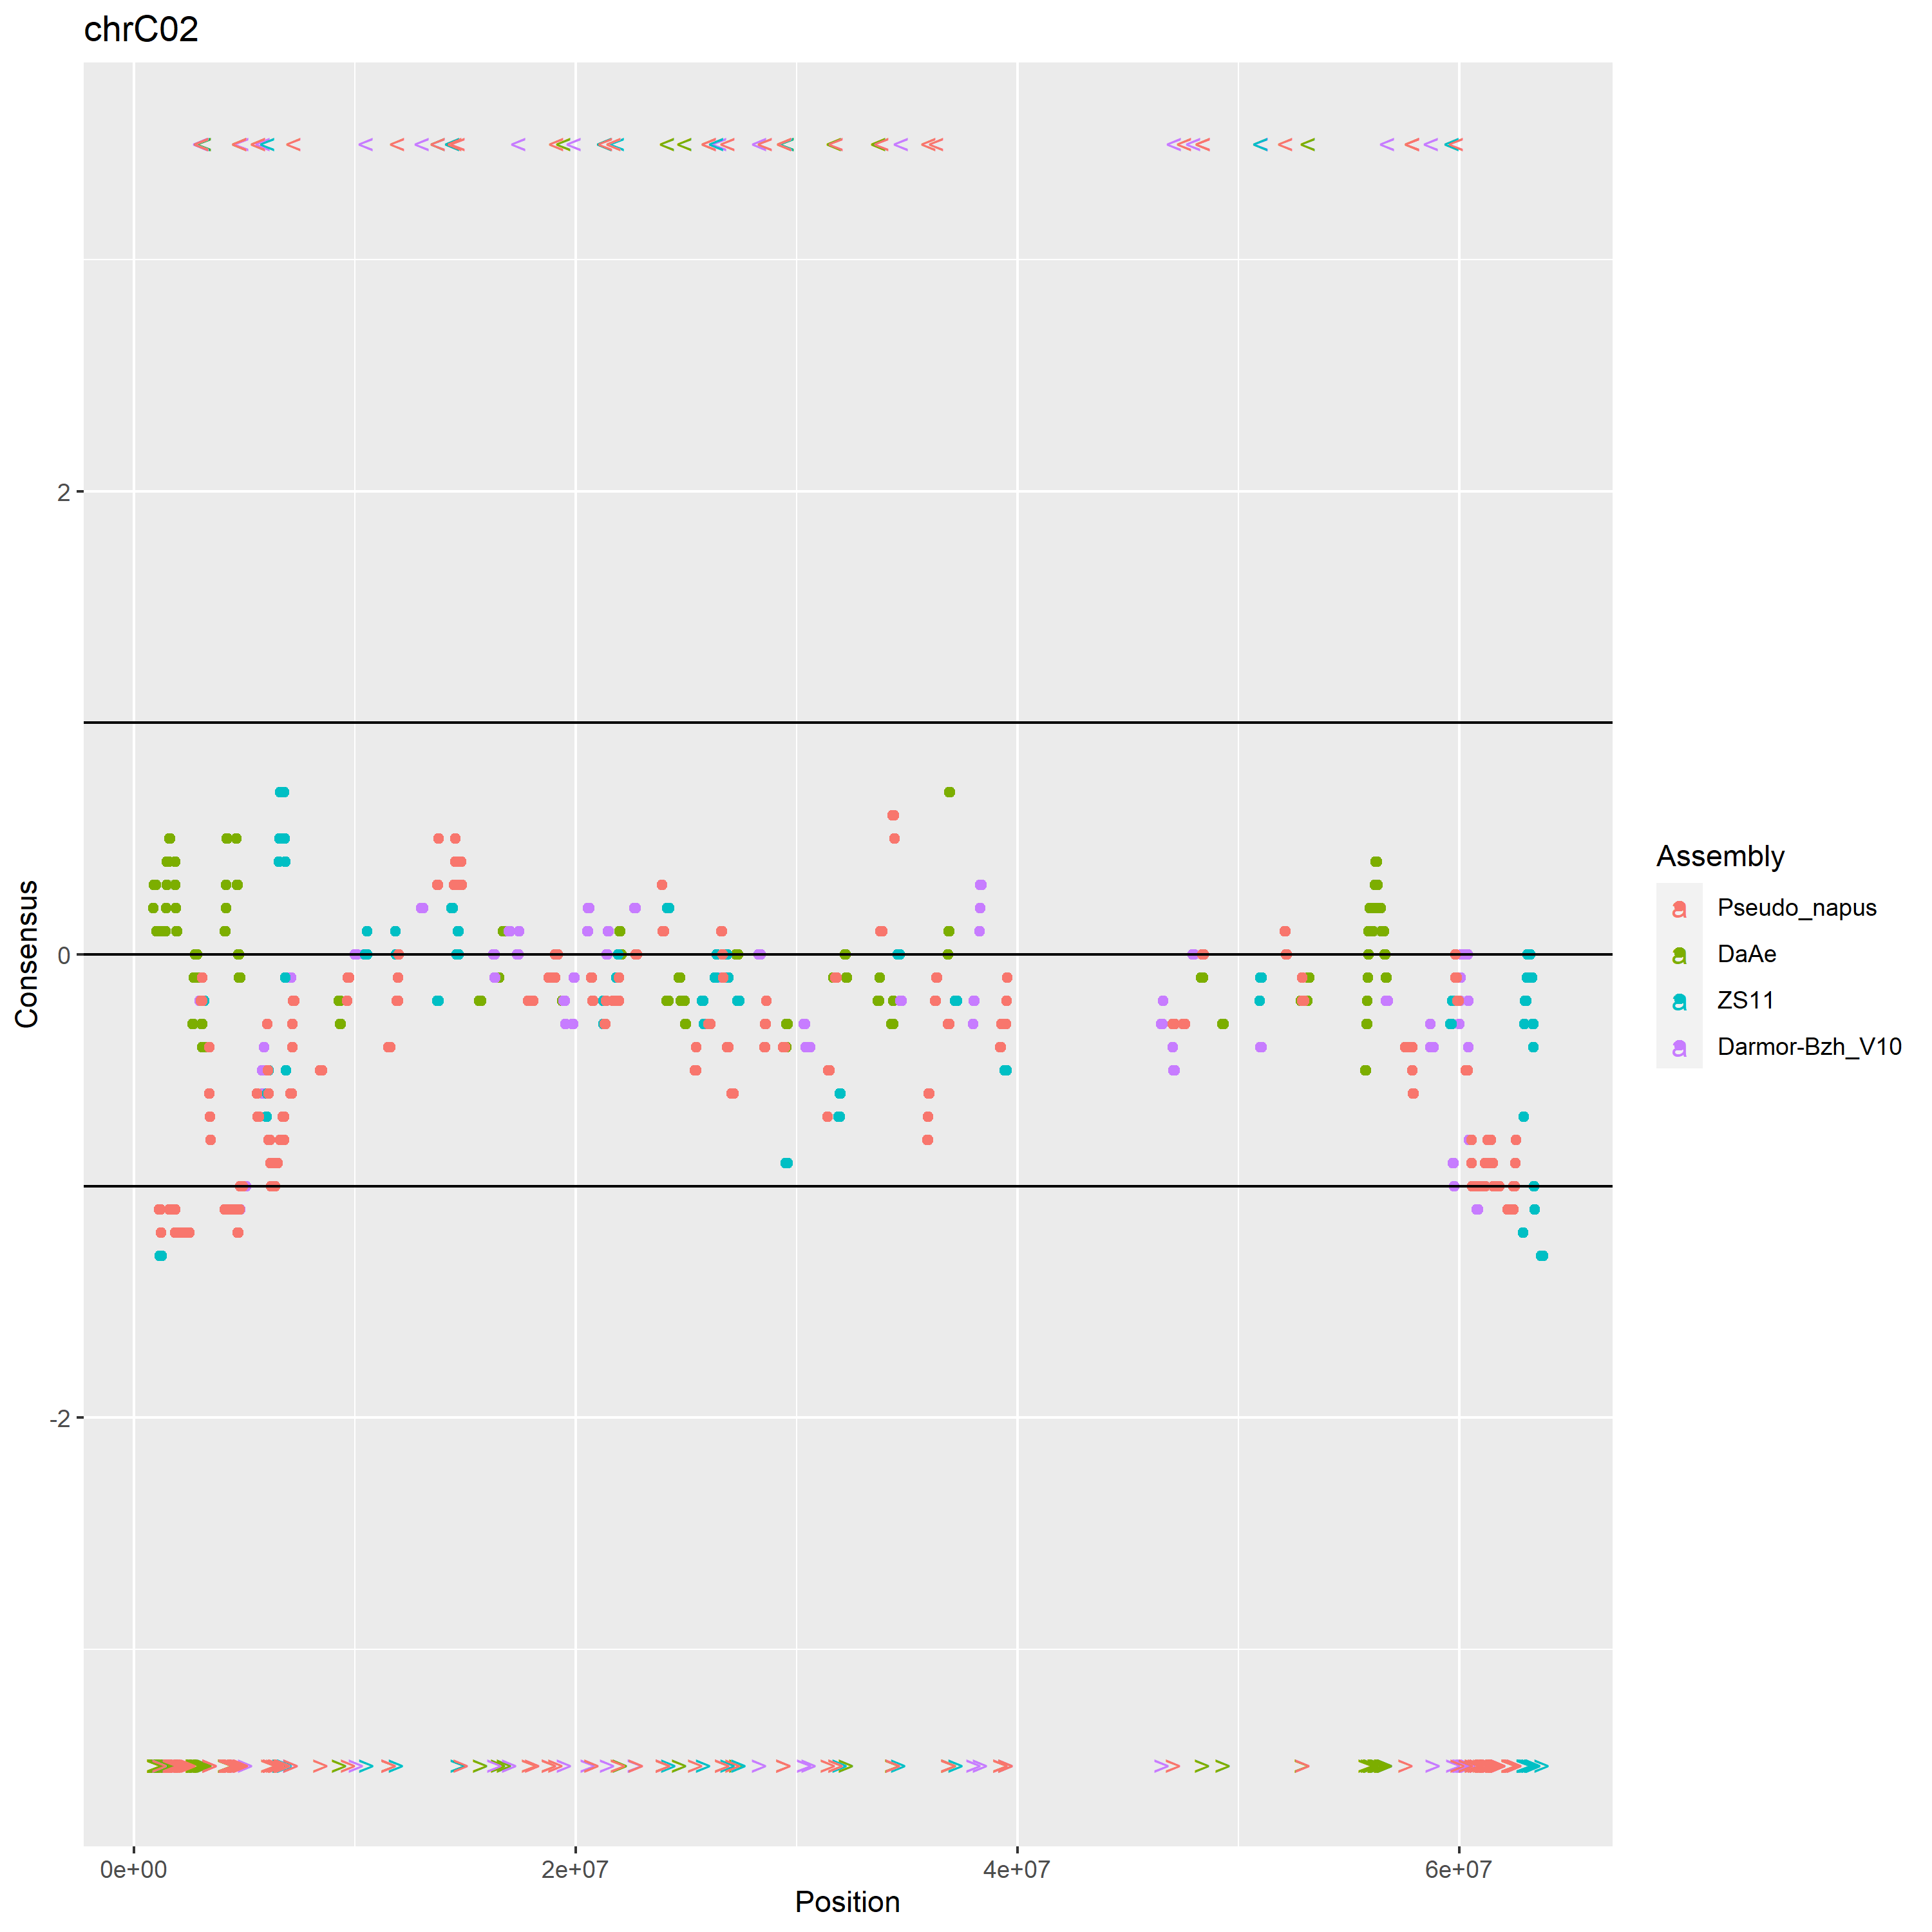 chrC02
2
0
-2
Consensus
0e+00
2e+07
4e+07
6e+07
Position
Assembly
a Pseudo_napus
a DaAe
a ZS11
a Darmor-Bzh_V10